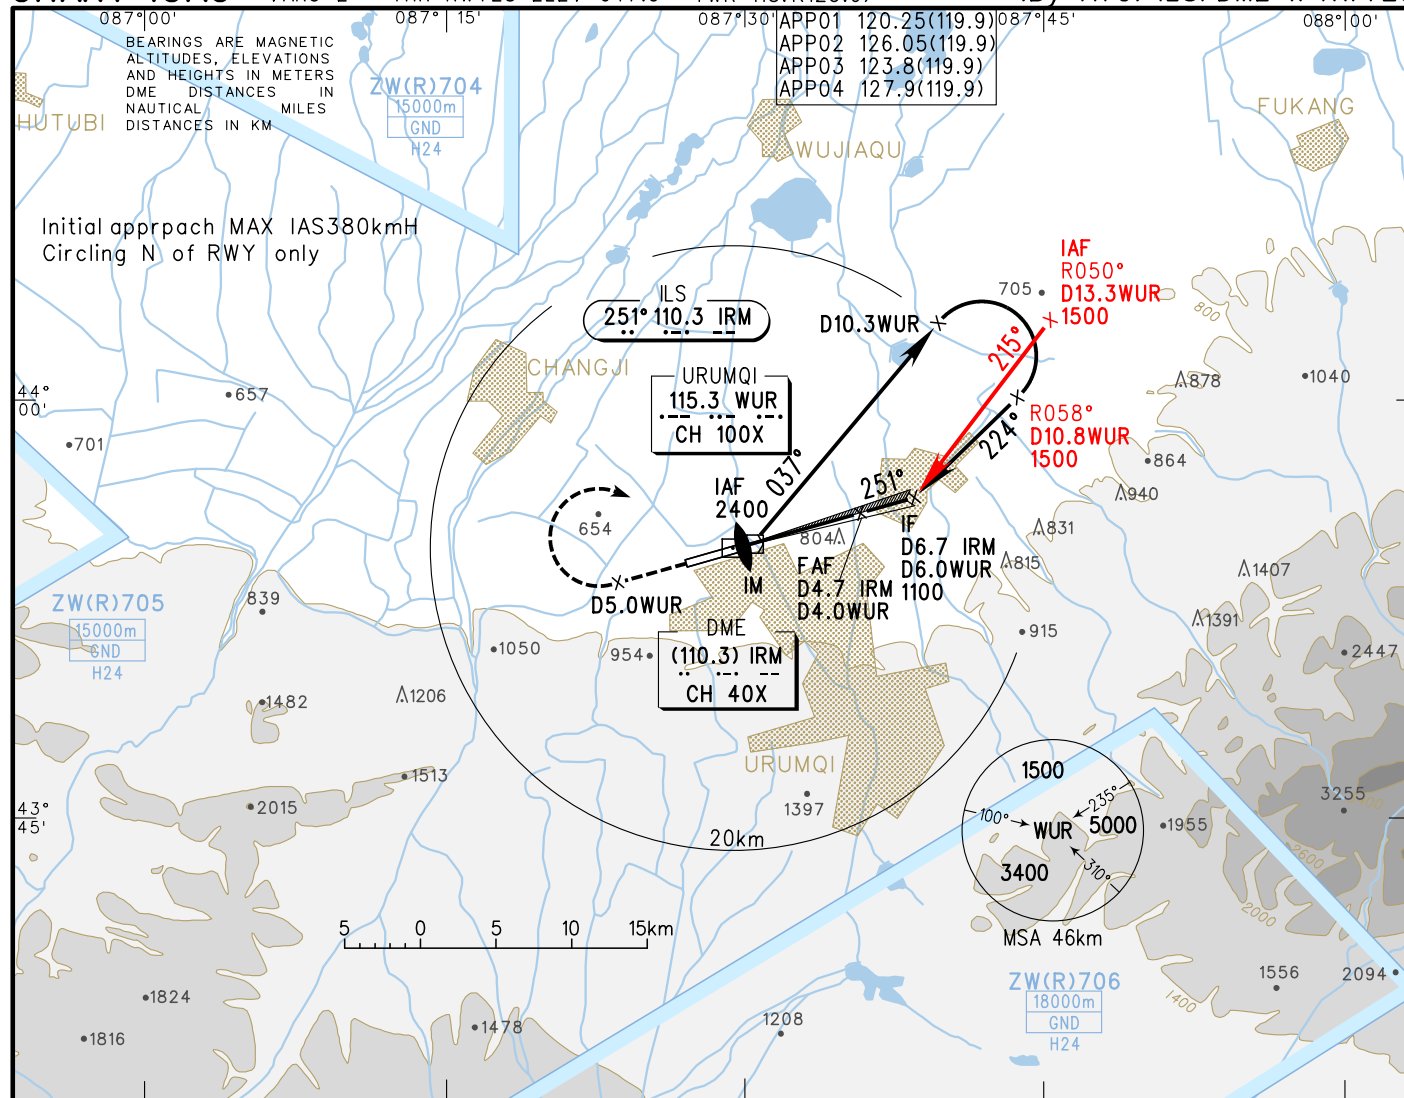 087°00'
087°15'
087°30'
087°45'
088°00'
BEARINGS ARE MAGNETIC
ALTITUDES, ELEVATIONS
AND HEIGHTS IN METERS
DME DISTANCES IN
NAUTICAL MILES
DISTANCES IN KM
APP01 120.25(119.9)
APP02 126.05(119.9)
APP03 123.8(119.9)
APP04 127.9(119.9)
ZW(R)704
15000m
GND
H24
HUTUBI
WUJIAQU
FUKANG
Initial apprpach MAX IAS380kmH
Circling N of RWY only
IAF
R050°
D13.3WUR
1500
705
800
ILS
251° 110.3 IRM
D10.3WUR
215°
CHANGJI
URUMQI
115.3 WUR
CH 100X
878
1040
44°
00'
657
701
R058°
D10.8WUR
1500
224°
037°
251°
864
940
IAF
2400
654
804
831
815
IF
D6.7 IRM
D6.0WUR
1100
FAF
D4.7 IRM
D4.0WUR
IM
D5.0WUR
1407
1391
ZW(R)705
15000m
GND
H24
839
1050
954
DME
(110.3) IRM
CH 40X
915
2447
1482
1206
1513
2015
URUMQI
1397
20km
43°
45'
1500
100°
235°
WUR
5000
310°
3400
MSA 46km
1955
3255
2600
2000
1400
5 0 5 10 15km
ZW(R)706
18000m
GND
H24
1556
2094
1824
1816
1478
1208